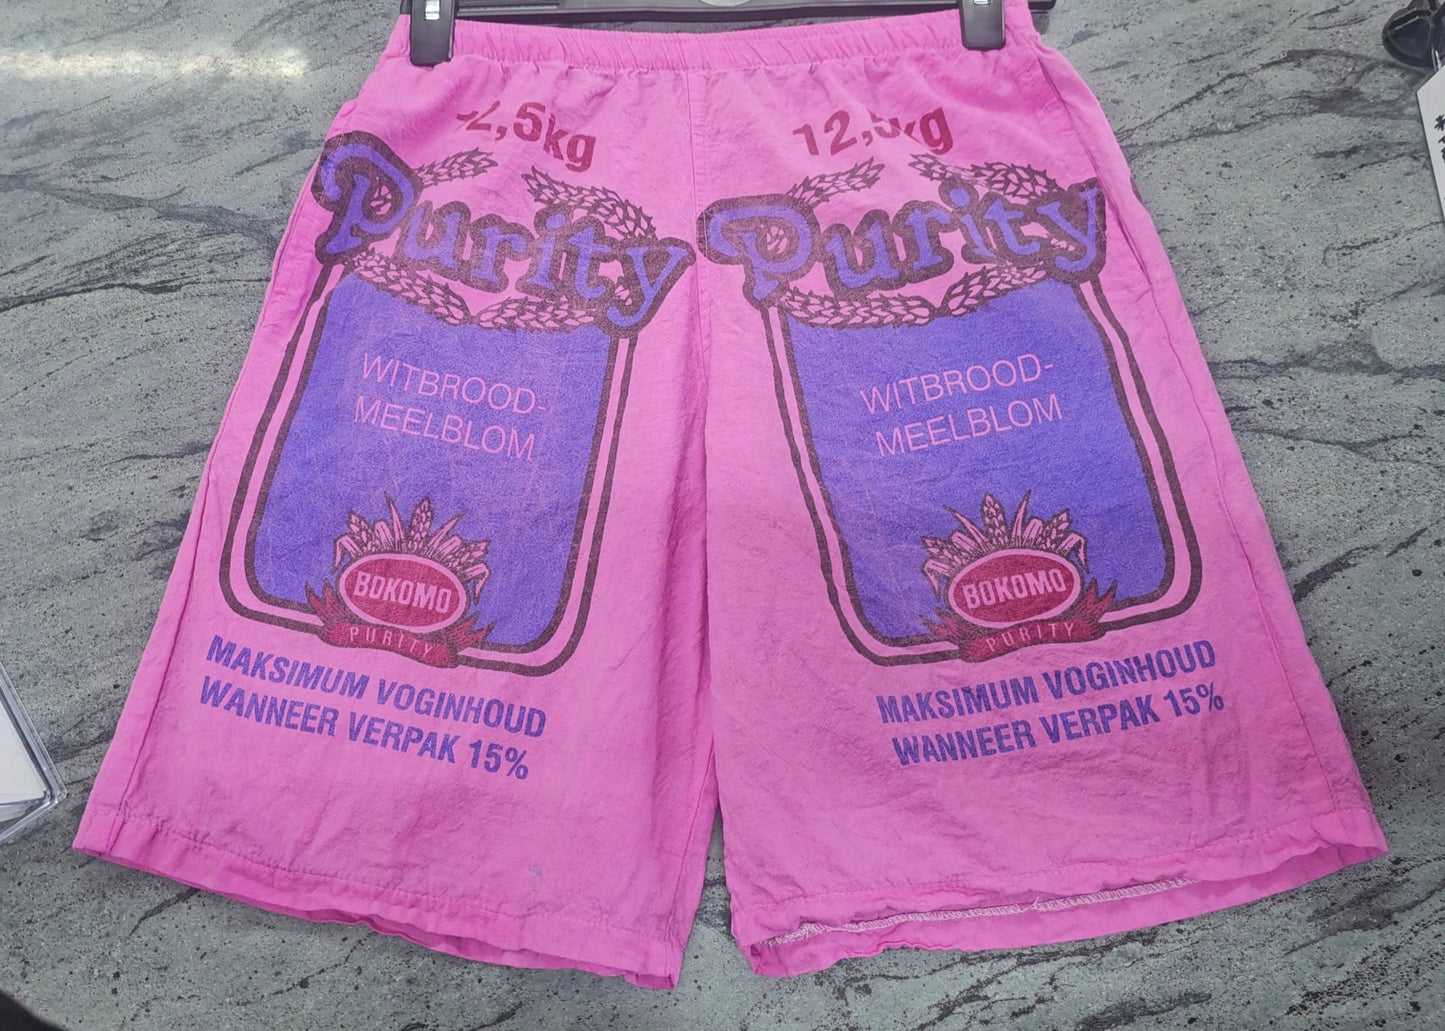 2,5kg
Purity
WITBROOD-
MEELBLOM
BOKOMO
PURITY
MAKSIMUM VOGINHOUD
WANNEER VERPAK 15%
12,5kg
Purity
WITBROOD-
MEELBLOM
BOKOMO
PURITY
MAKSIMUM VOGINHOUD
WANNEER VERPAK 15%